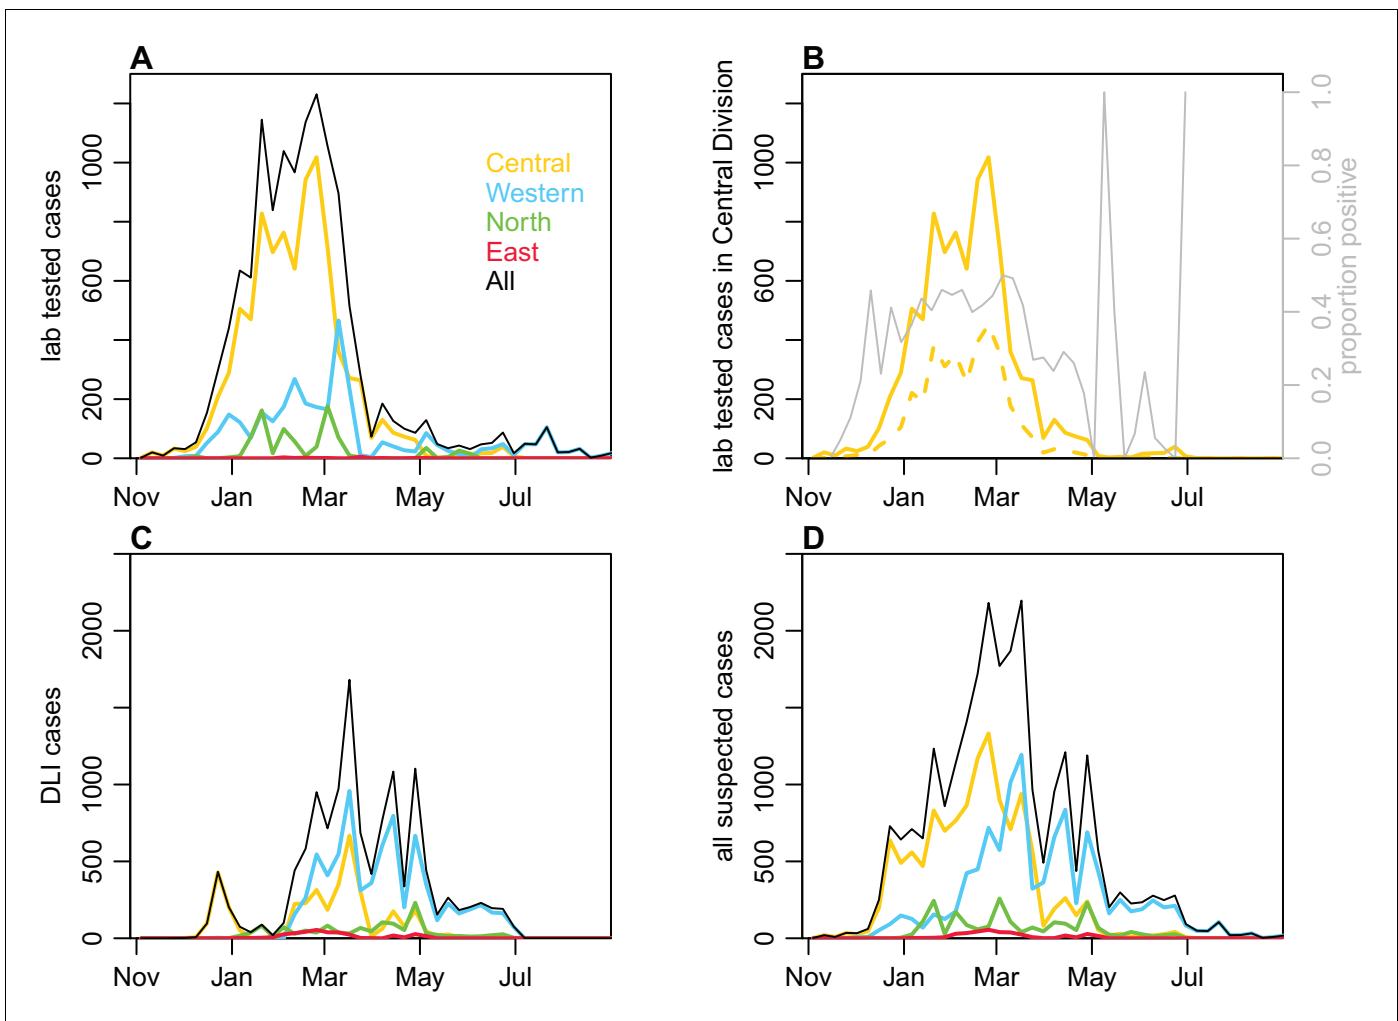 A
lab tested cases
0
200
600
1000
Nov
Jan
Mar
May
Jul
Central
Western
North
East
All
B
lab tested cases in Central Division
0
200
600
1000
Nov
Jan
Mar
May
Jul
0.0
0.2
0.4
0.6
0.8
1.0
proportion positive
C
DLI cases
0
500
1000
2000
Nov
Jan
Mar
May
Jul
D
all suspected cases
0
500
1000
2000
Nov
Jan
Mar
May
Jul